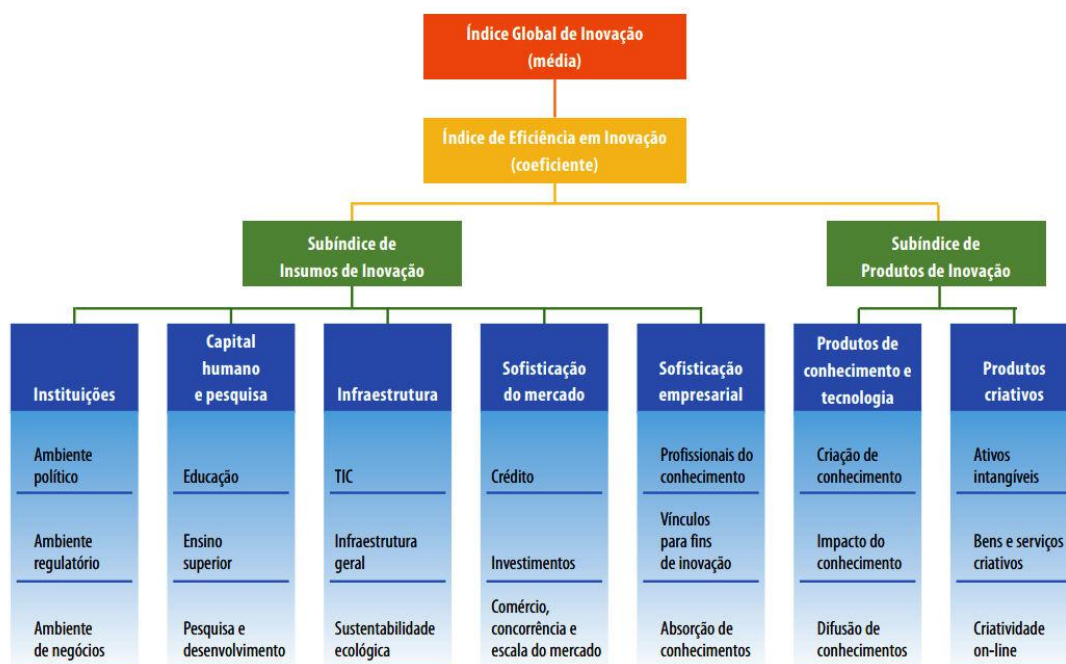 Índice Global de Inovação
(média)
Índice de Eficiência em Inovação
(coeficiente)
Subíndice de
Insumos de Inovação
Subíndice de
Produtos de Inovação
Instituições
Capital
humano
e pesquisa
Infraestrutura
Sofisticação
do mercado
Sofisticação
empresarial
Produtos de
conhecimento e
tecnologia
Produtos
criativos
Ambiente
político
Educação
TIC
Crédito
Profissionais do
conhecimento
Criação de
conhecimento
Ativos
intangíveis
Ambiente
regulatório
Ensino
superior
Infraestrutura
geral
Investimentos
Vínculos
para fins
de inovação
Impacto do
conhecimento
Bens e serviços
criativos
Ambiente
de negócios
Pesquisa e
desenvolvimento
Sustentabilidade
ecológica
Comércio,
concorrência e
escala do mercado
Absorção de
conhecimentos
Difusão de
conhecimentos
Criatividade
on-line